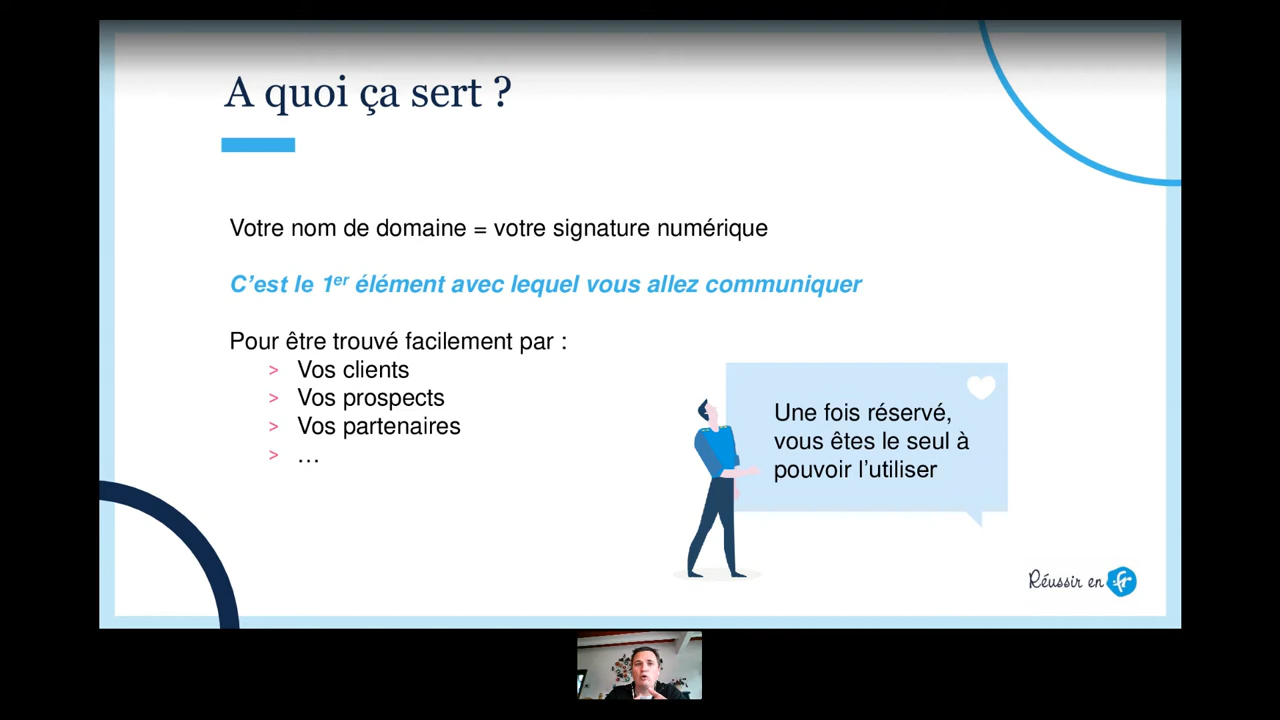 A quoi ça sert ?
Votre nom de domaine = votre signature numérique
C’est le 1er élément avec lequel vous allez communiquer
Pour être trouvé facilement par :
> Vos clients
> Vos prospects
> Vos partenaires
> …
Une fois réservé,
vous êtes le seul à
pouvoir l’utiliser
Réussir en .fr